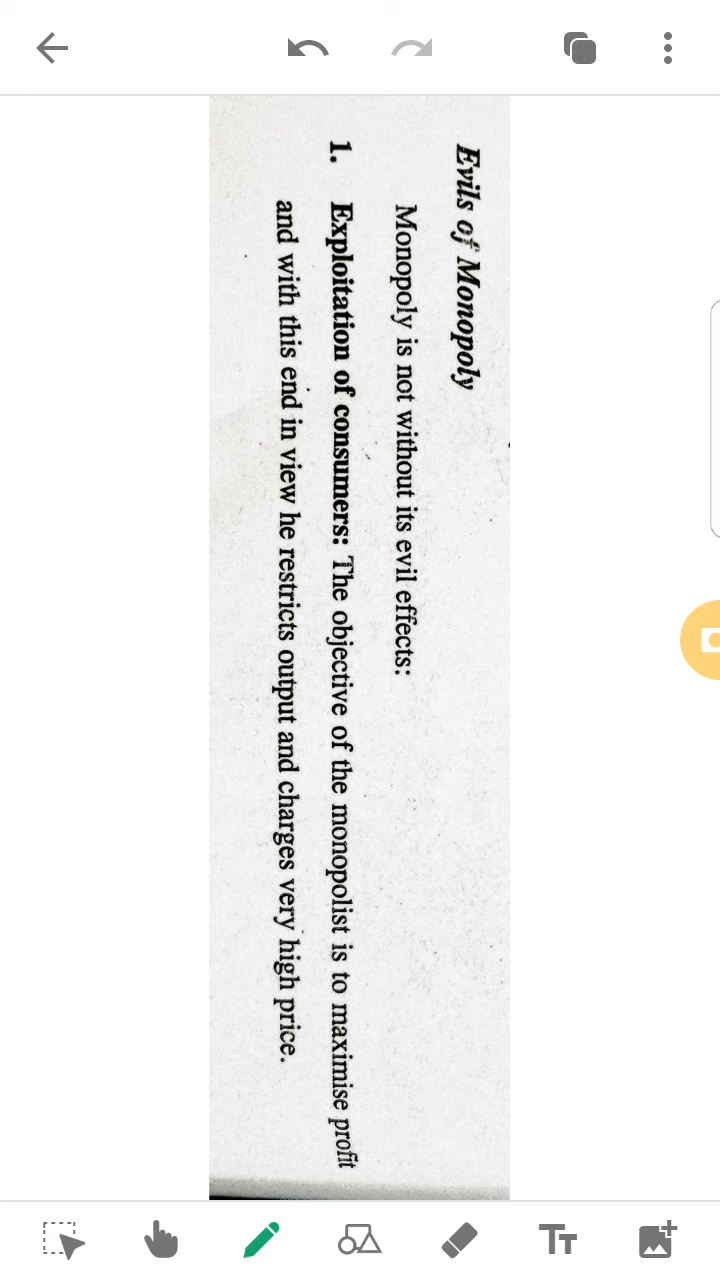 Evils of Monopoly
Monopoly is not without its evil effects:
1. Exploitation of consumers: The objective of the monopolist is to maximise profit
and with this end in view he restricts output and charges very high price.
TT